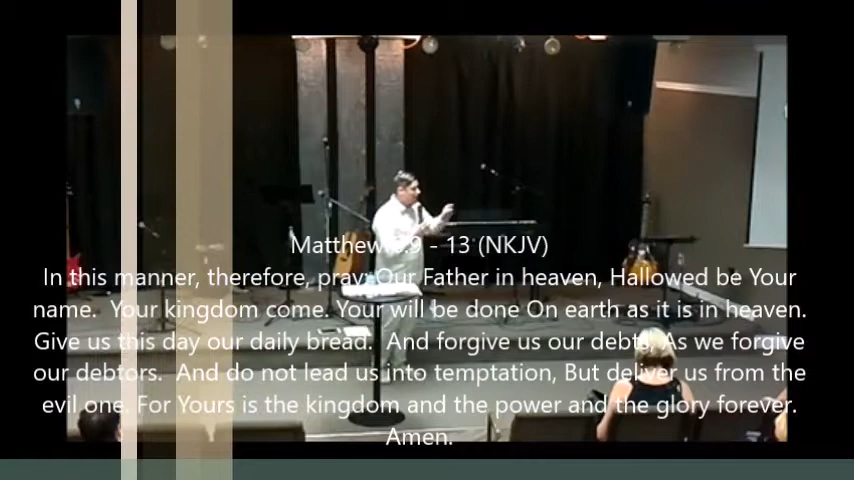 Matthew 6:9 - 13 (NKJV)
In this manner, therefore, pray: Our Father in heaven, Hallowed be Your
name. Your kingdom come. Your will be done On earth as it is in heaven.
Give us this day our daily bread. And forgive us our debts, As we forgive
our debtors. And do not lead us into temptation, But deliver us from the
evil one. For Yours is the kingdom and the power and the glory forever.
Amen.